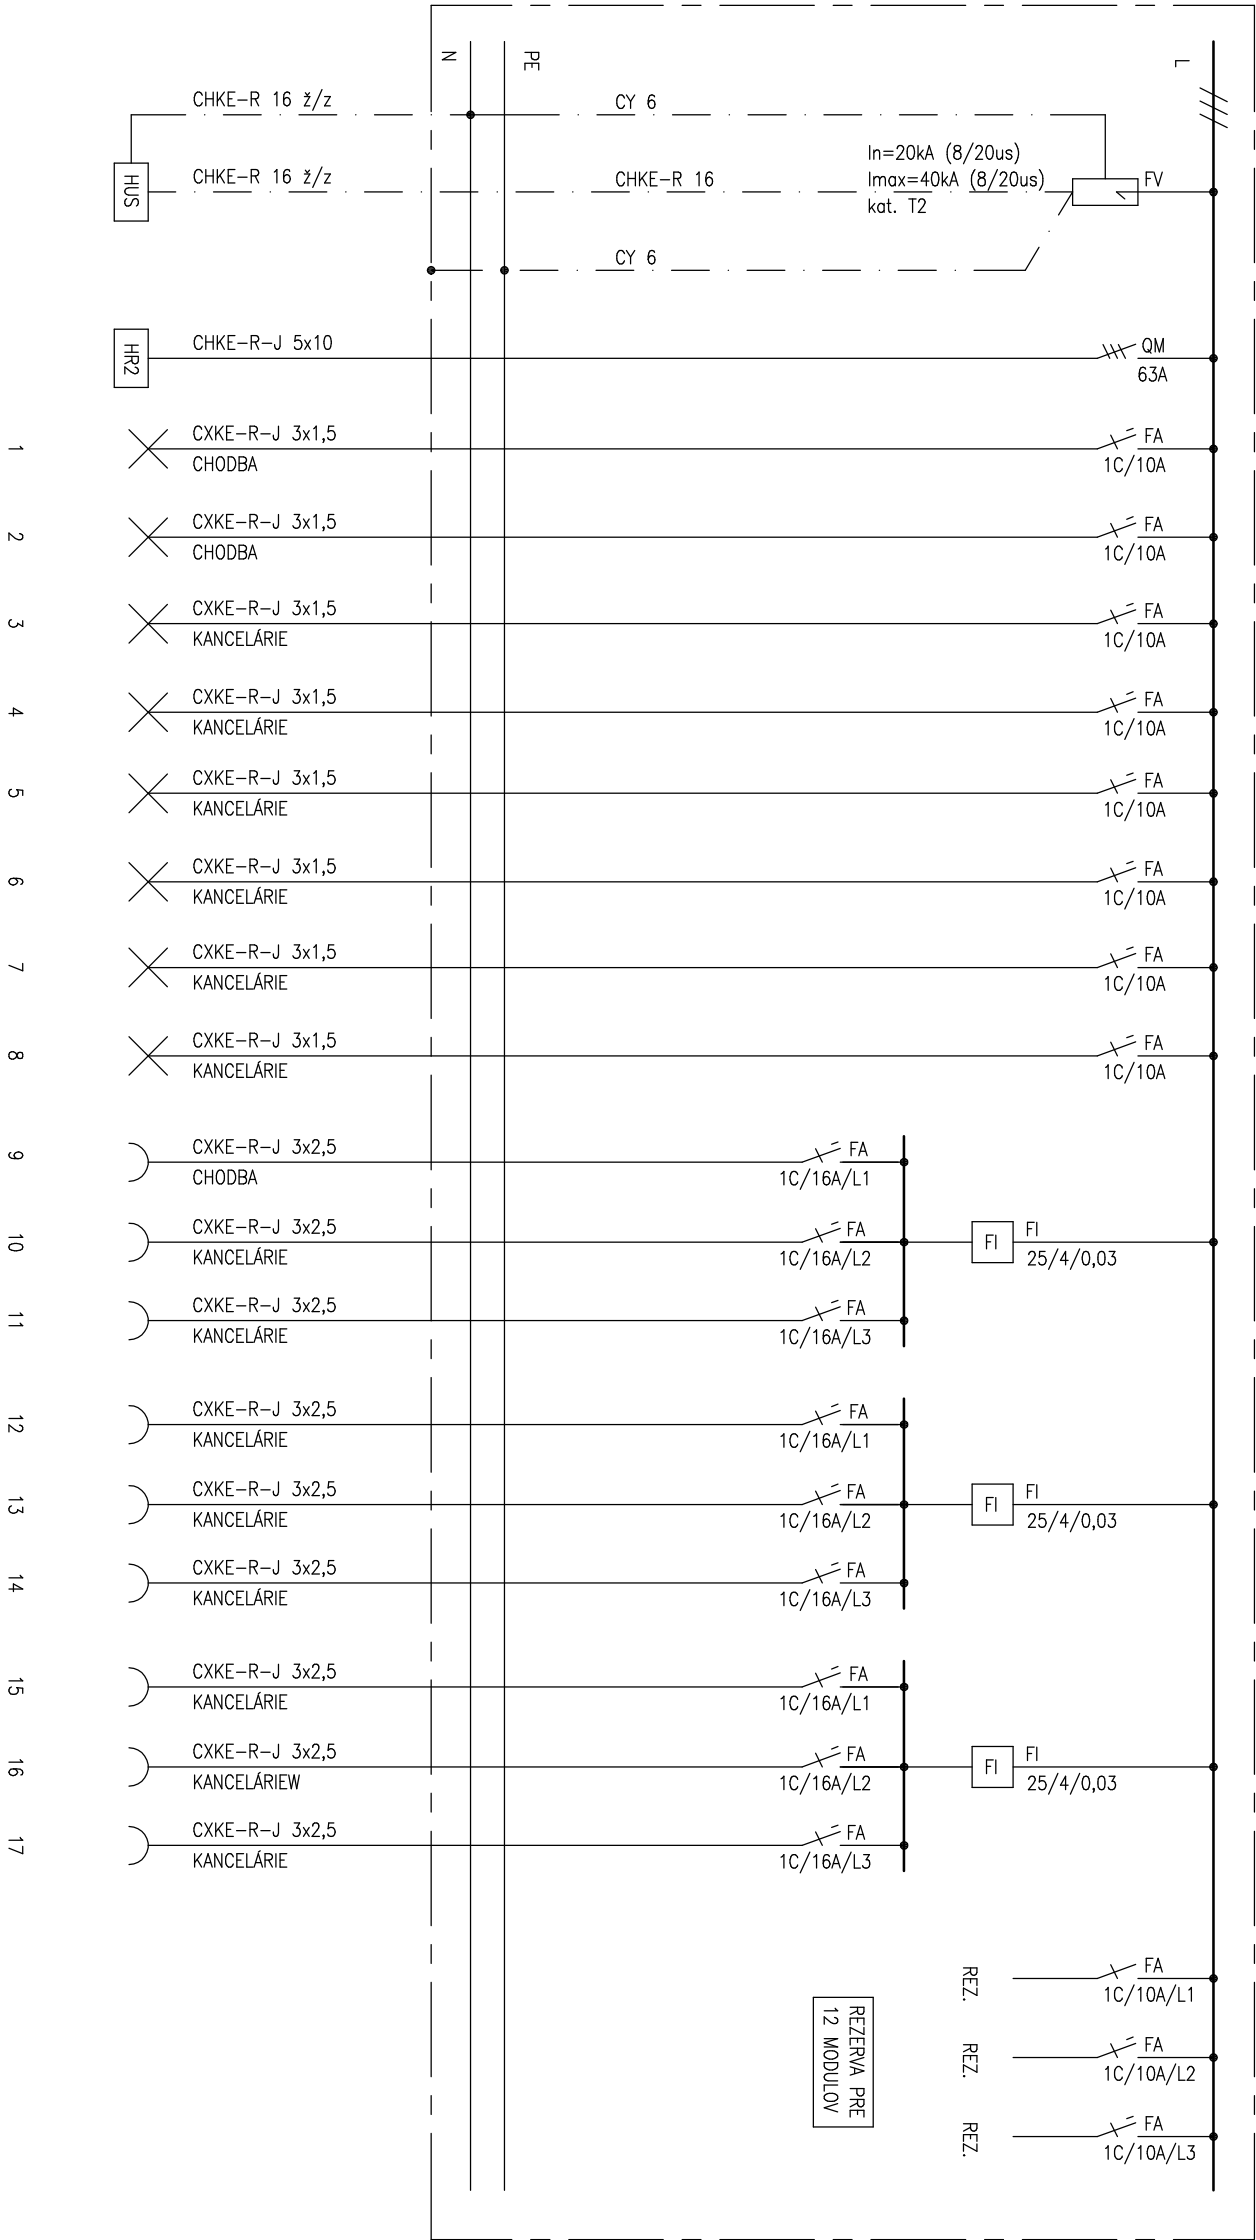 N
PE
L
CHKE-R 16 ž/z
CY 6
HUS
CHKE-R 16 ž/z
CHKE-R 16
In=20kA (8/20us)
Imax=40kA (8/20us)
kat. T2
FV
CY 6
HR2
CHKE-R-J 5x10
QM
63A
1
CXKE-R-J 3x1,5
CHODBA
FA
1C/10A
2
CXKE-R-J 3x1,5
CHODBA
FA
1C/10A
3
CXKE-R-J 3x1,5
KANCELÁRIE
FA
1C/10A
4
CXKE-R-J 3x1,5
KANCELÁRIE
FA
1C/10A
5
CXKE-R-J 3x1,5
KANCELÁRIE
FA
1C/10A
6
CXKE-R-J 3x1,5
KANCELÁRIE
FA
1C/10A
7
CXKE-R-J 3x1,5
KANCELÁRIE
FA
1C/10A
8
CXKE-R-J 3x1,5
KANCELÁRIE
FA
1C/10A
9
CXKE-R-J 3x2,5
CHODBA
FA
1C/16A/L1
10
CXKE-R-J 3x2,5
KANCELÁRIE
FA
1C/16A/L2
FI
FI
25/4/0,03
11
CXKE-R-J 3x2,5
KANCELÁRIE
FA
1C/16A/L3
12
CXKE-R-J 3x2,5
KANCELÁRIE
FA
1C/16A/L1
13
CXKE-R-J 3x2,5
KANCELÁRIE
FA
1C/16A/L2
FI
FI
25/4/0,03
14
CXKE-R-J 3x2,5
KANCELÁRIE
FA
1C/16A/L3
15
CXKE-R-J 3x2,5
KANCELÁRIE
FA
1C/16A/L1
16
CXKE-R-J 3x2,5
KANCELÁRIEW
FA
1C/16A/L2
FI
FI
25/4/0,03
17
CXKE-R-J 3x2,5
KANCELÁRIE
FA
1C/16A/L3
REZ.
FA
1C/10A/L1
REZ.
FA
1C/10A/L2
REZ.
FA
1C/10A/L3
REZERVA PRE
12 MODULOV